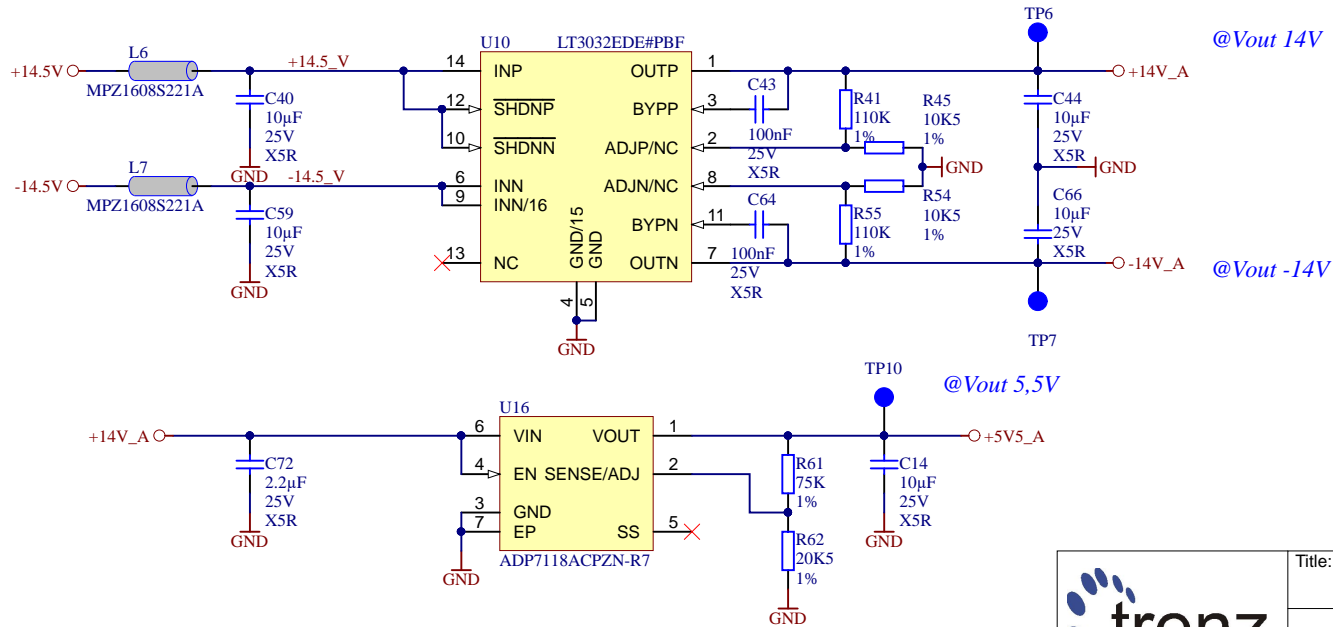 TP6
@Vout 14V
U10 LT3032EDE#PBF
L6
+14.5V
MPZ1608S221A
+14.5_V
C40
10µF
25V
X5R
GND
14 INP
12 SHDNP
10 SHDNN
6 INN
9 INN/16
13 NC
GND/15
GND
4
5
GND
OUTP 1
BYPP 3
ADJP/NC 2
ADJN/NC 8
BYPN 11
OUTN 7
C43
100nF
25V
X5R
R41
110K
1%
R45
10K5
1%
GND
C44
10µF
25V
X5R
GND
+14V_A
L7
-14.5V
MPZ1608S221A
-14.5_V
C59
10µF
25V
X5R
GND
C64
100nF
25V
X5R
R55
110K
1%
R54
10K5
1%
C66
10µF
25V
X5R
-14V_A
@Vout -14V
TP7
TP10
@Vout 5,5V
U16
+14V_A
C72
2.2µF
25V
X5R
GND
6 VIN
4 EN
3 GND
7 EP
GND
VOUT 1
SENSE/ADJ 2
SS 5
ADP7118ACPZN-R7
R61
75K
1%
R62
20K5
1%
GND
C14
10µF
25V
X5R
GND
+5V5_A
Title:
trenz